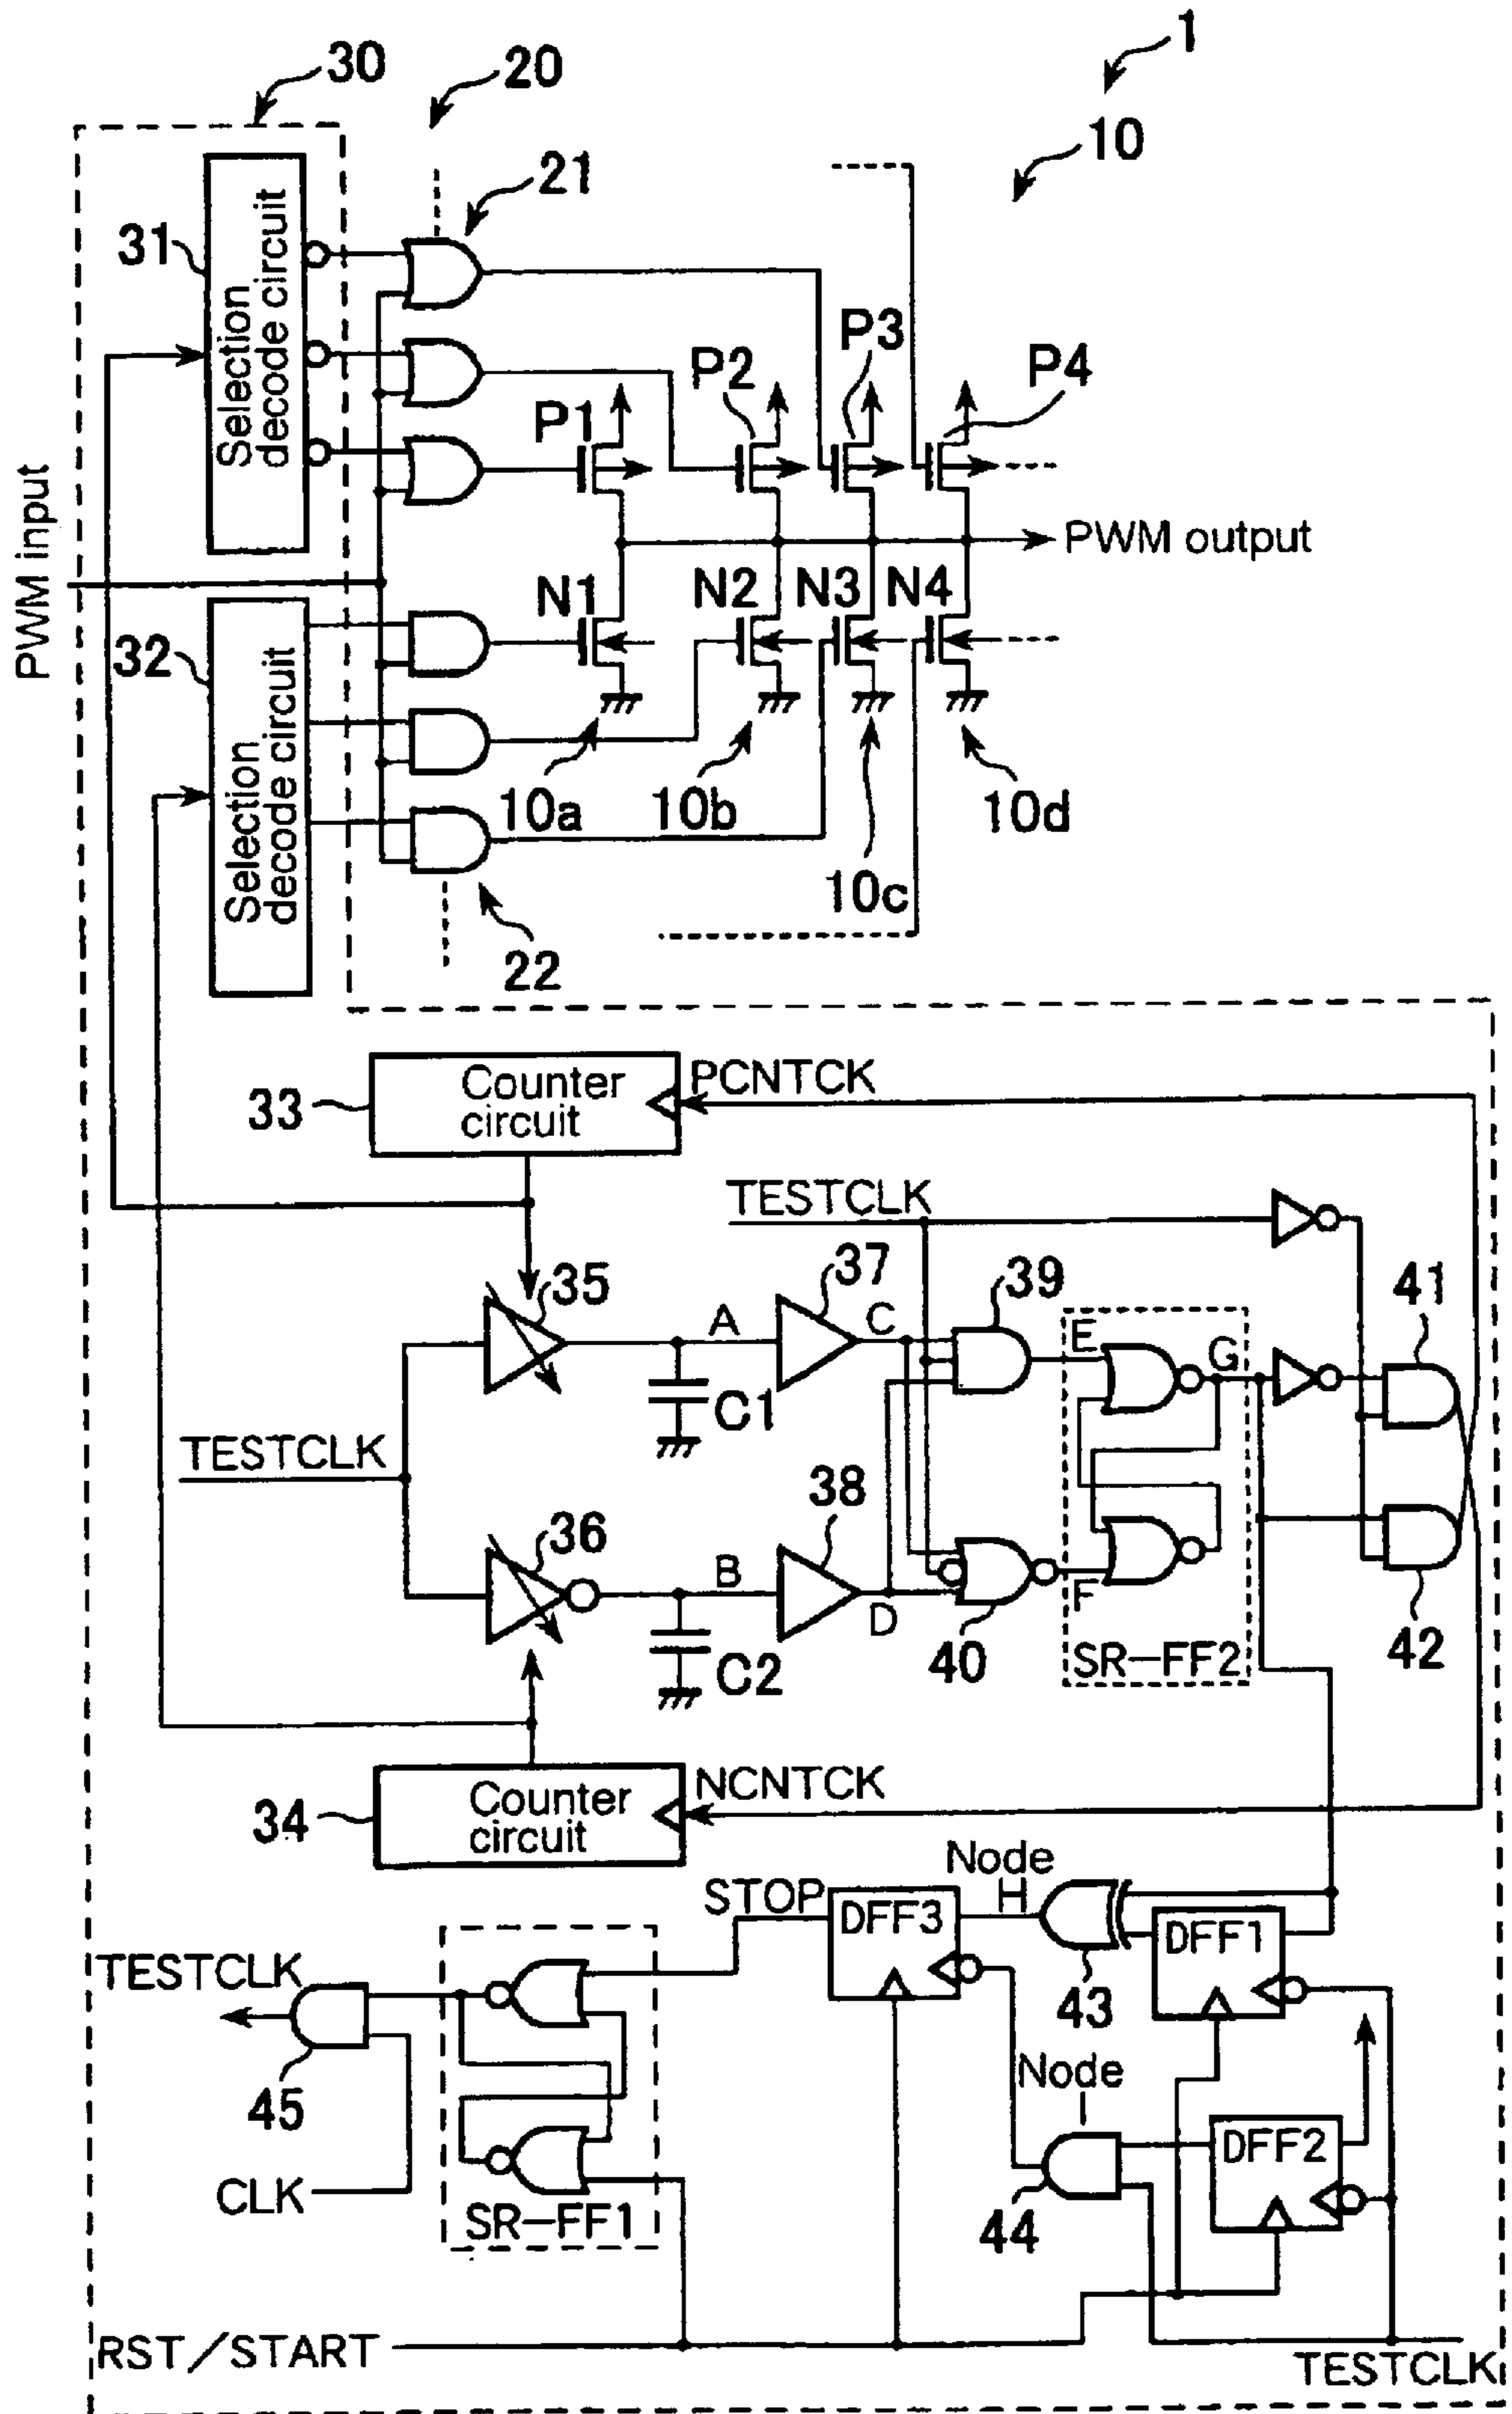 1
30
20
10
21
31
Selection
decode circuit
P1
P2
P3
P4
PWM input
PWM output
N1
N2
N3
N4
32
Selection
decode circuit
10a
10b
10c
10d
22
33
Counter
circuit
PCNTCK
TESTCLK
35
37
39
41
A
C
E
G
C1
TESTCLK
36
38
B
D
F
C2
40
SR-FF2
42
34
Counter
circuit
NCNTCK
Node
H
STOP
DFF3
DFF1
43
TESTCLK
45
Node
I
DFF2
CLK
SR-FF1
44
RST/START
TESTCLK